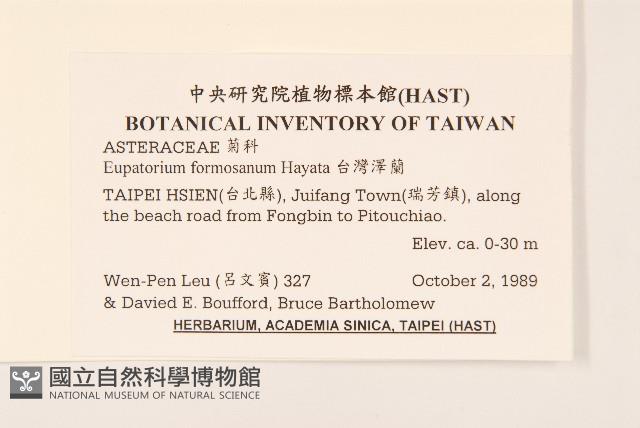 中央研究院植物標本館(HAST)
BOTANICAL INVENTORY OF TAIWAN
ASTERACEAE 菊科
Eupatorium formosanum Hayata 台灣澤蘭
TAIPEI HSIEN(台北縣), Juifang Town(瑞芳鎮), along
the beach road from Fongbin to Pitouchiao.
Elev. ca. 0-30 m
Wen-Pen Leu (呂文賓) 327 October 2, 1989
& Davied E. Boufford, Bruce Bartholomew
HERBARIUM, ACADEMIA SINICA, TAIPEI (HAST)
國立自然科學博物館
NATIONAL MUSEUM OF NATURAL SCIENCE